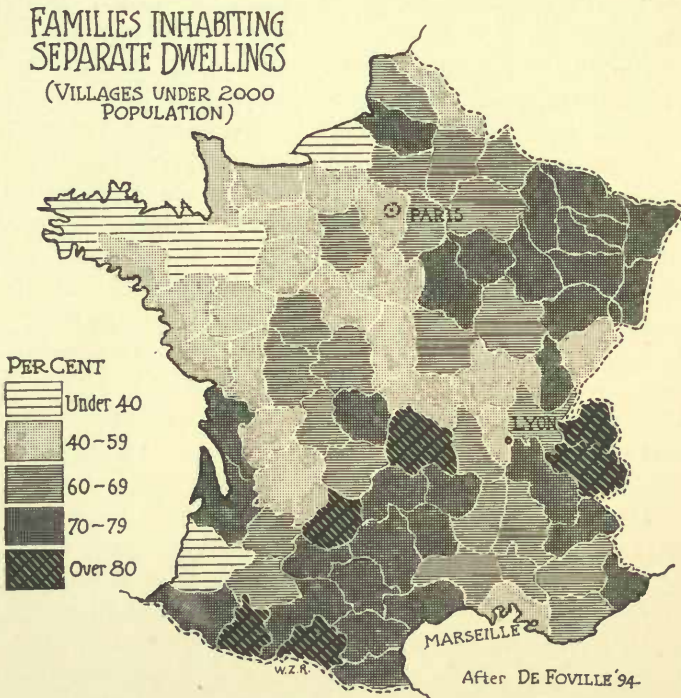 FAMILIES INHABITING
SEPARATE DWELLINGS
(VILLAGES UNDER 2000
POPULATION)
PARIS
PER CENT
Under 40
40-59
60-69
70-79
Over 80
LYON
MARSEILLE
W.Z.R.
After DE FOVILLE '94